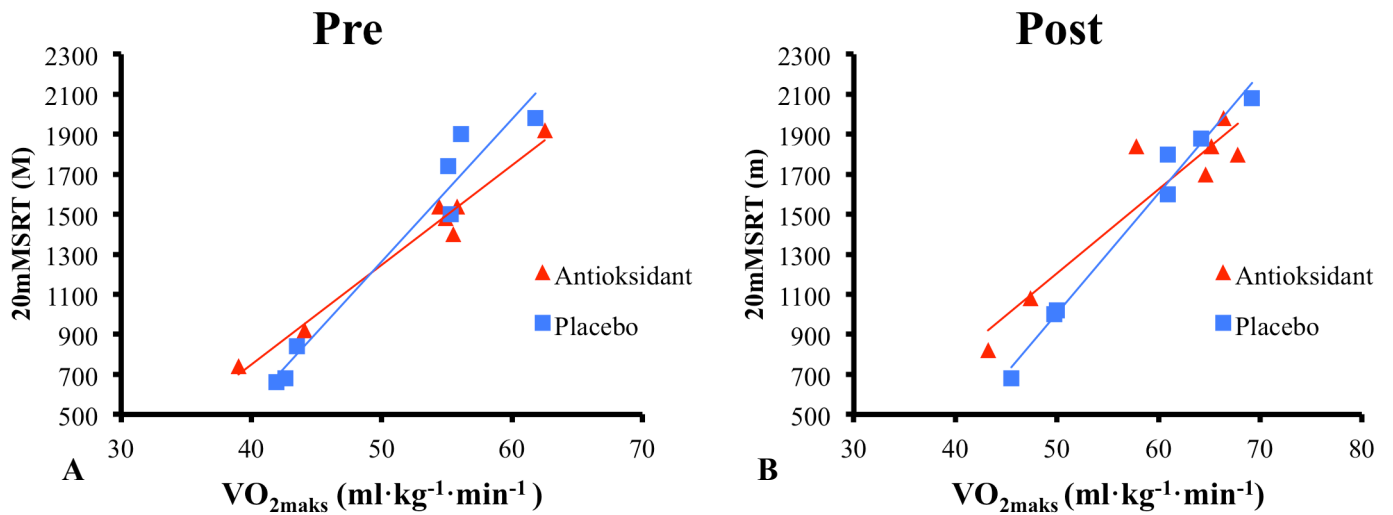 Pre
2300
2100
1900
1700
1500
1300
1100
900
700
500
20mMSRT (M)
30 40 50 60 70
Antioksidant
Placebo
A
VO2maks (ml·kg-1·min-1)
Post
2300
2100
1900
1700
1500
1300
1100
900
700
500
20mMSRT (m)
30 40 50 60 70 80
Antioksidant
Placebo
B
VO2maks (ml·kg-1·min-1)